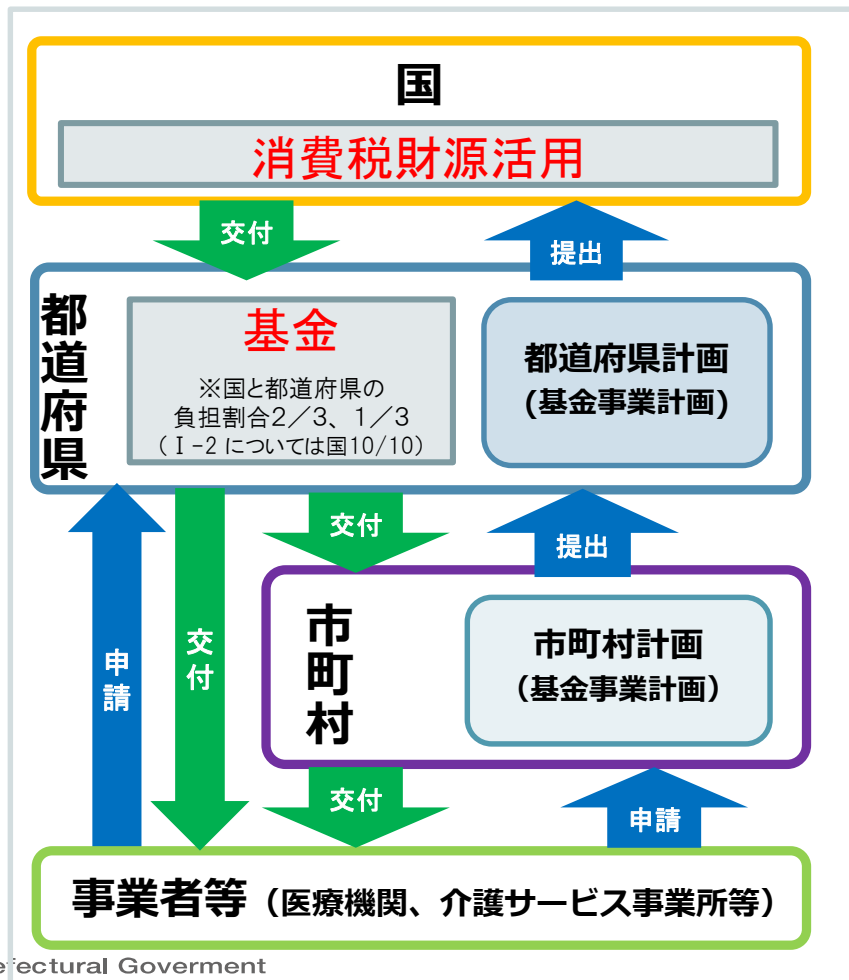 国
消費税財源活用
交付
提出
都道府県
基金
※国と都道府県の
負担割合2／3、1／3
（Ⅰ-2 については国10/10）
都道府県計画
(基金事業計画)
交付
提出
申請
交付
市町村
市町村計画
（基金事業計画）
交付
申請
事業者等（医療機関、介護サービス事業所等）
efectural Goverment